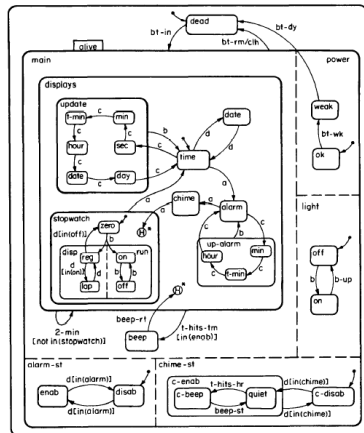 dead
bt-in
bt-dy
alive
bt-rm/clh
main
power
displays
update
date
weak
t-min
c
min
c
c
b
d
d
bt-wk
hour
sec
c
time
ok
c
c
date
c
day
c
a
a
light
stopwatch
a
chime
a
alarm
d[in(off)]
zero
a
H*
off
b
c
b
c
disp
reg
on
run
up-alarm
b
b-up
d
[in(on)]
d
b
b
hour
min
on
lap
off
c
t-min
c
H*
2-min
[not in(stopwatch)]
beep-rt
t-hits-tm
[in(enab)]
beep
alarm-st
chime-st
d[in(alarm)]
c-enab
t-hits-hr
d[in(chime)]
enab
disab
c-beep
quiet
c-disab
d[in(alarm)]
beep-st
d[in(chime)]